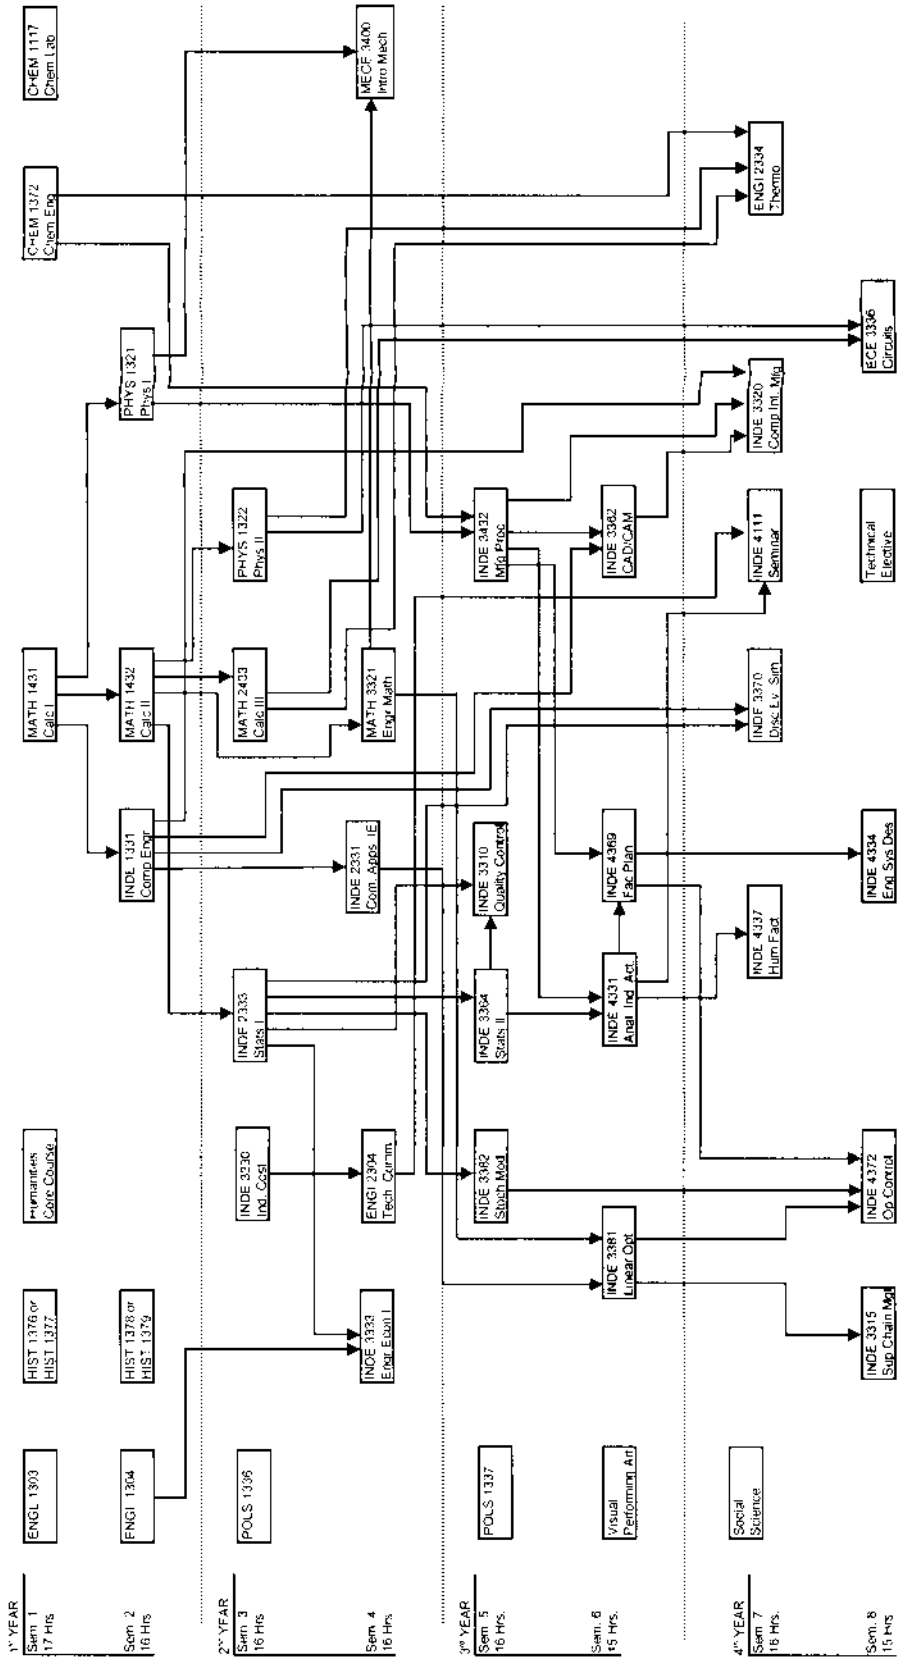 1st YEAR
Sem 1
17 Hrs
ENGL 1303
HIST 1376 or
HIST 1377
Humanities
Core Course
MATH 1431
Calc I
CHEM 1372
Chem Eng
CHEM 1117
Chem Lab
Sem 2
16 Hrs
ENGL 1304
HIST 1378 or
HIST 1379
INDE 1331
Comp Engr
MATH 1432
Calc II
PHYS 1321
Phys I
2nd YEAR
Sem 3
16 Hrs
POLS 1336
INDE 3230
Ind. Cost
INDE 2333
Stats I
MATH 2433
Calc III
PHYS 1322
Phys II
Sem 4
16 Hrs
INDE 3333
Engr Econ I
ENGI 2304
Tech Comm.
INDE 2331
Com. Apps IE
MATH 3321
Engr Math
MECE 3400
Intro Mech
3rd YEAR
Sem 5
16 Hrs.
POLS 1337
INDE 3382
Stoch Mod
INDE 3364
Stats II
INDE 3310
Quality Control
INDE 3432
Mfg Proc
Sem. 6
15 Hrs.
Visual
Performing Art
INDE 3381
Linear Opt
INDE 4331
Anal. Ind. Act.
INDE 4369
Fac Plan
INDE 3362
CAD/CAM
4th YEAR
Sem 7
16 Hrs
Social
Science
INDE 4337
Hum Fact
INDE 3370
Disc Ev. Sim
INDE 4111
Seminar
INDE 3320
Comp Int. Mfg
ENGI 2334
Thermo
Sem. 8
15 Hrs
INDE 3315
Sup Chain Mgt
INDE 4372
Op Control
INDE 4334
Eng Sys Des
Technical
Elective
ECE 3336
Circuits